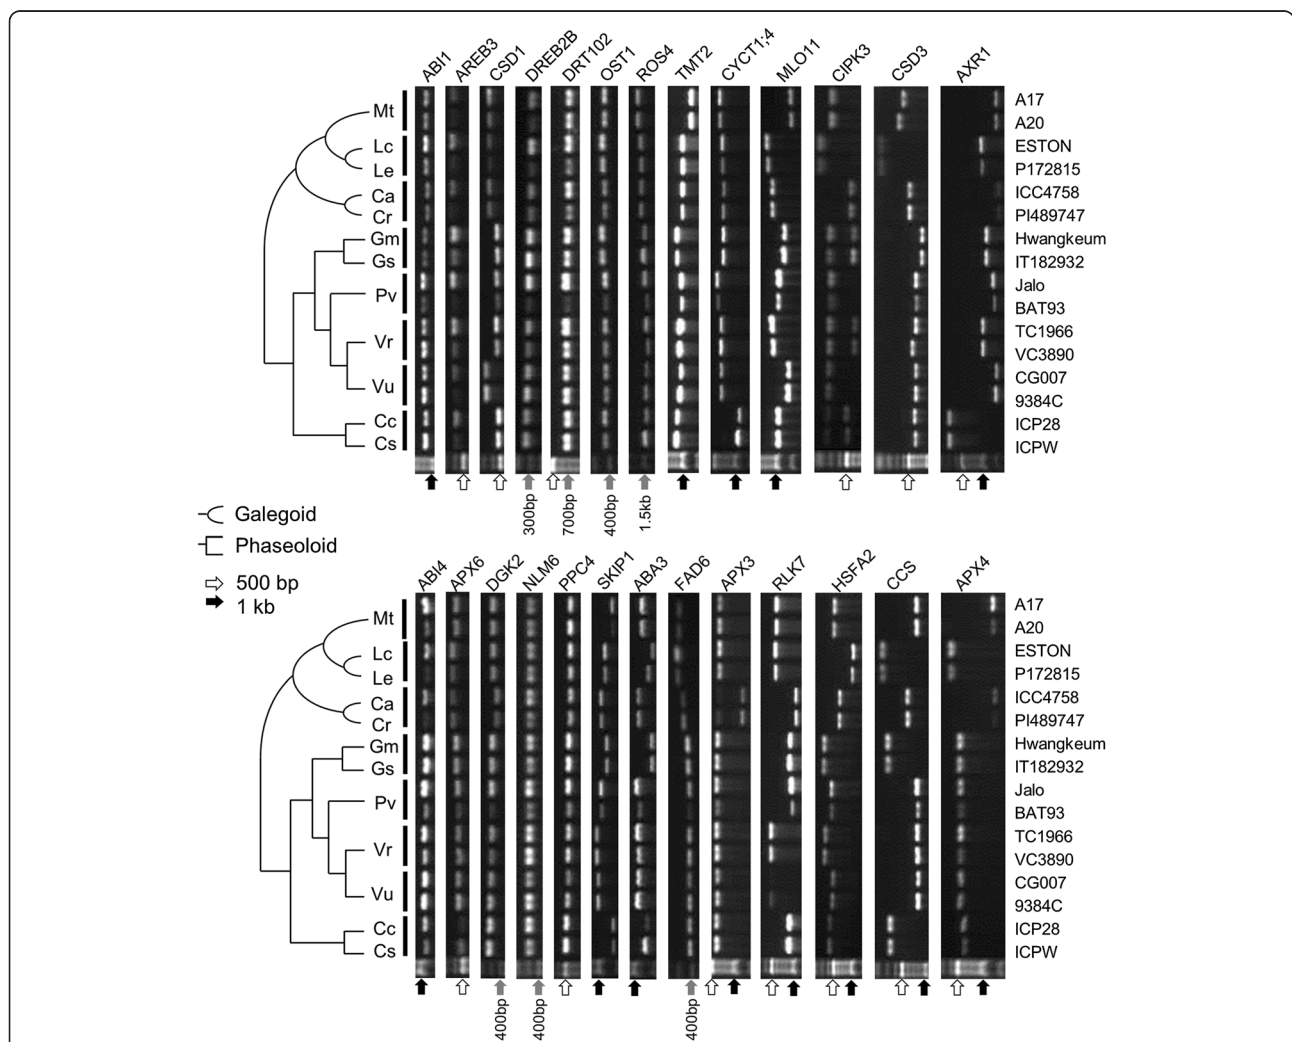 ABI1 AREB3 CSD1 DREB2B DRT102 OST1 ROS4 TMT2 CYCT1;4 MLO11 CIPK3 CSD3 AXR1
Mt
Lc
Le
Ca
Cr
Gm
Gs
Pv
Vr
Vu
Cc
Cs
A17
A20
ESTON
P172815
ICC4758
PI489747
Hwangkeum
IT182932
Jalo
BAT93
TC1966
VC3890
CG007
9384C
ICP28
ICPW
300bp 700bp 400bp 1.5kb
Galegoid
Phaseoloid
500 bp
1 kb
ABI4 APX6 DGK2 NLM6 PPC4 SKIP1 ABA3 FAD6 APX3 RLK7 HSFA2 CCS APX4
Mt
Lc
Le
Ca
Cr
Gm
Gs
Pv
Vr
Vu
Cc
Cs
A17
A20
ESTON
P172815
ICC4758
PI489747
Hwangkeum
IT182932
Jalo
BAT93
TC1966
VC3890
CG007
9384C
ICP28
ICPW
400bp 400bp 400bp